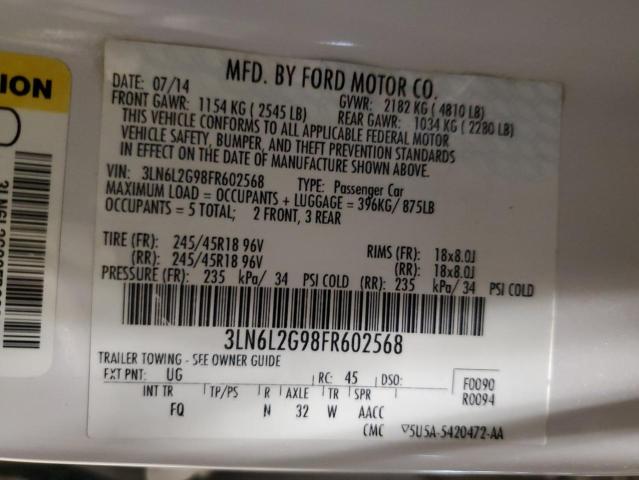 ION
MFD. BY FORD MOTOR CO.
DATE: 07/14
GVWR: 2182 KG ( 4810 LB)
FRONT GAWR: 1154 KG ( 2545 LB)
REAR GAWR: 1034 KG ( 2280 LB)
THIS VEHICLE CONFORMS TO ALL APPLICABLE FEDERAL MOTOR
VEHICLE SAFETY, BUMPER, AND THEFT PREVENTION STANDARDS
IN EFFECT ON THE DATE OF MANUFACTURE SHOWN ABOVE.
VIN: 3LN6L2G98FR602568 TYPE: Passenger Car
MAXIMUM LOAD = OCCUPANTS + LUGGAGE = 396KG/ 875LB
OCCUPANTS = 5 TOTAL; 2 FRONT, 3 REAR
TIRE (FR): 245/45R18 96V RIMS (FR): 18x8.0J
(RR): 245/45R18 96V (RR): 18x8.0J
PRESSURE (FR): 235 kPa/ 34 PSI COLD (RR): 235 kPa/ 34 PSI COLD
3LN6L2G98FR602568
TRAILER TOWING - SEE OWNER GUIDE
EXT PNT: UG RC: 45 DSO: F0090
R0094
INT TR TP/PS R AXLE TR SPR
FQ N 32 W AACC
CMC ▽5U5A-5420472-AA